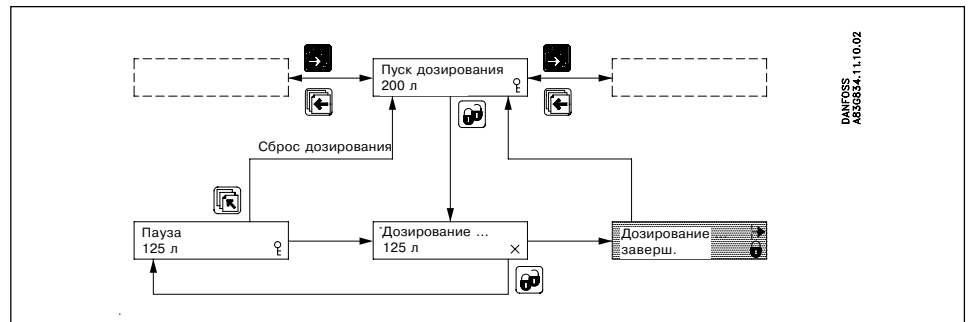 Пуск дозирования
200 л
Сброс дозирования
Пауза
125 л
Дозирование ...
125 л
Дозирование ...
заверш.
DANFOSS
A83G834.11.10.02